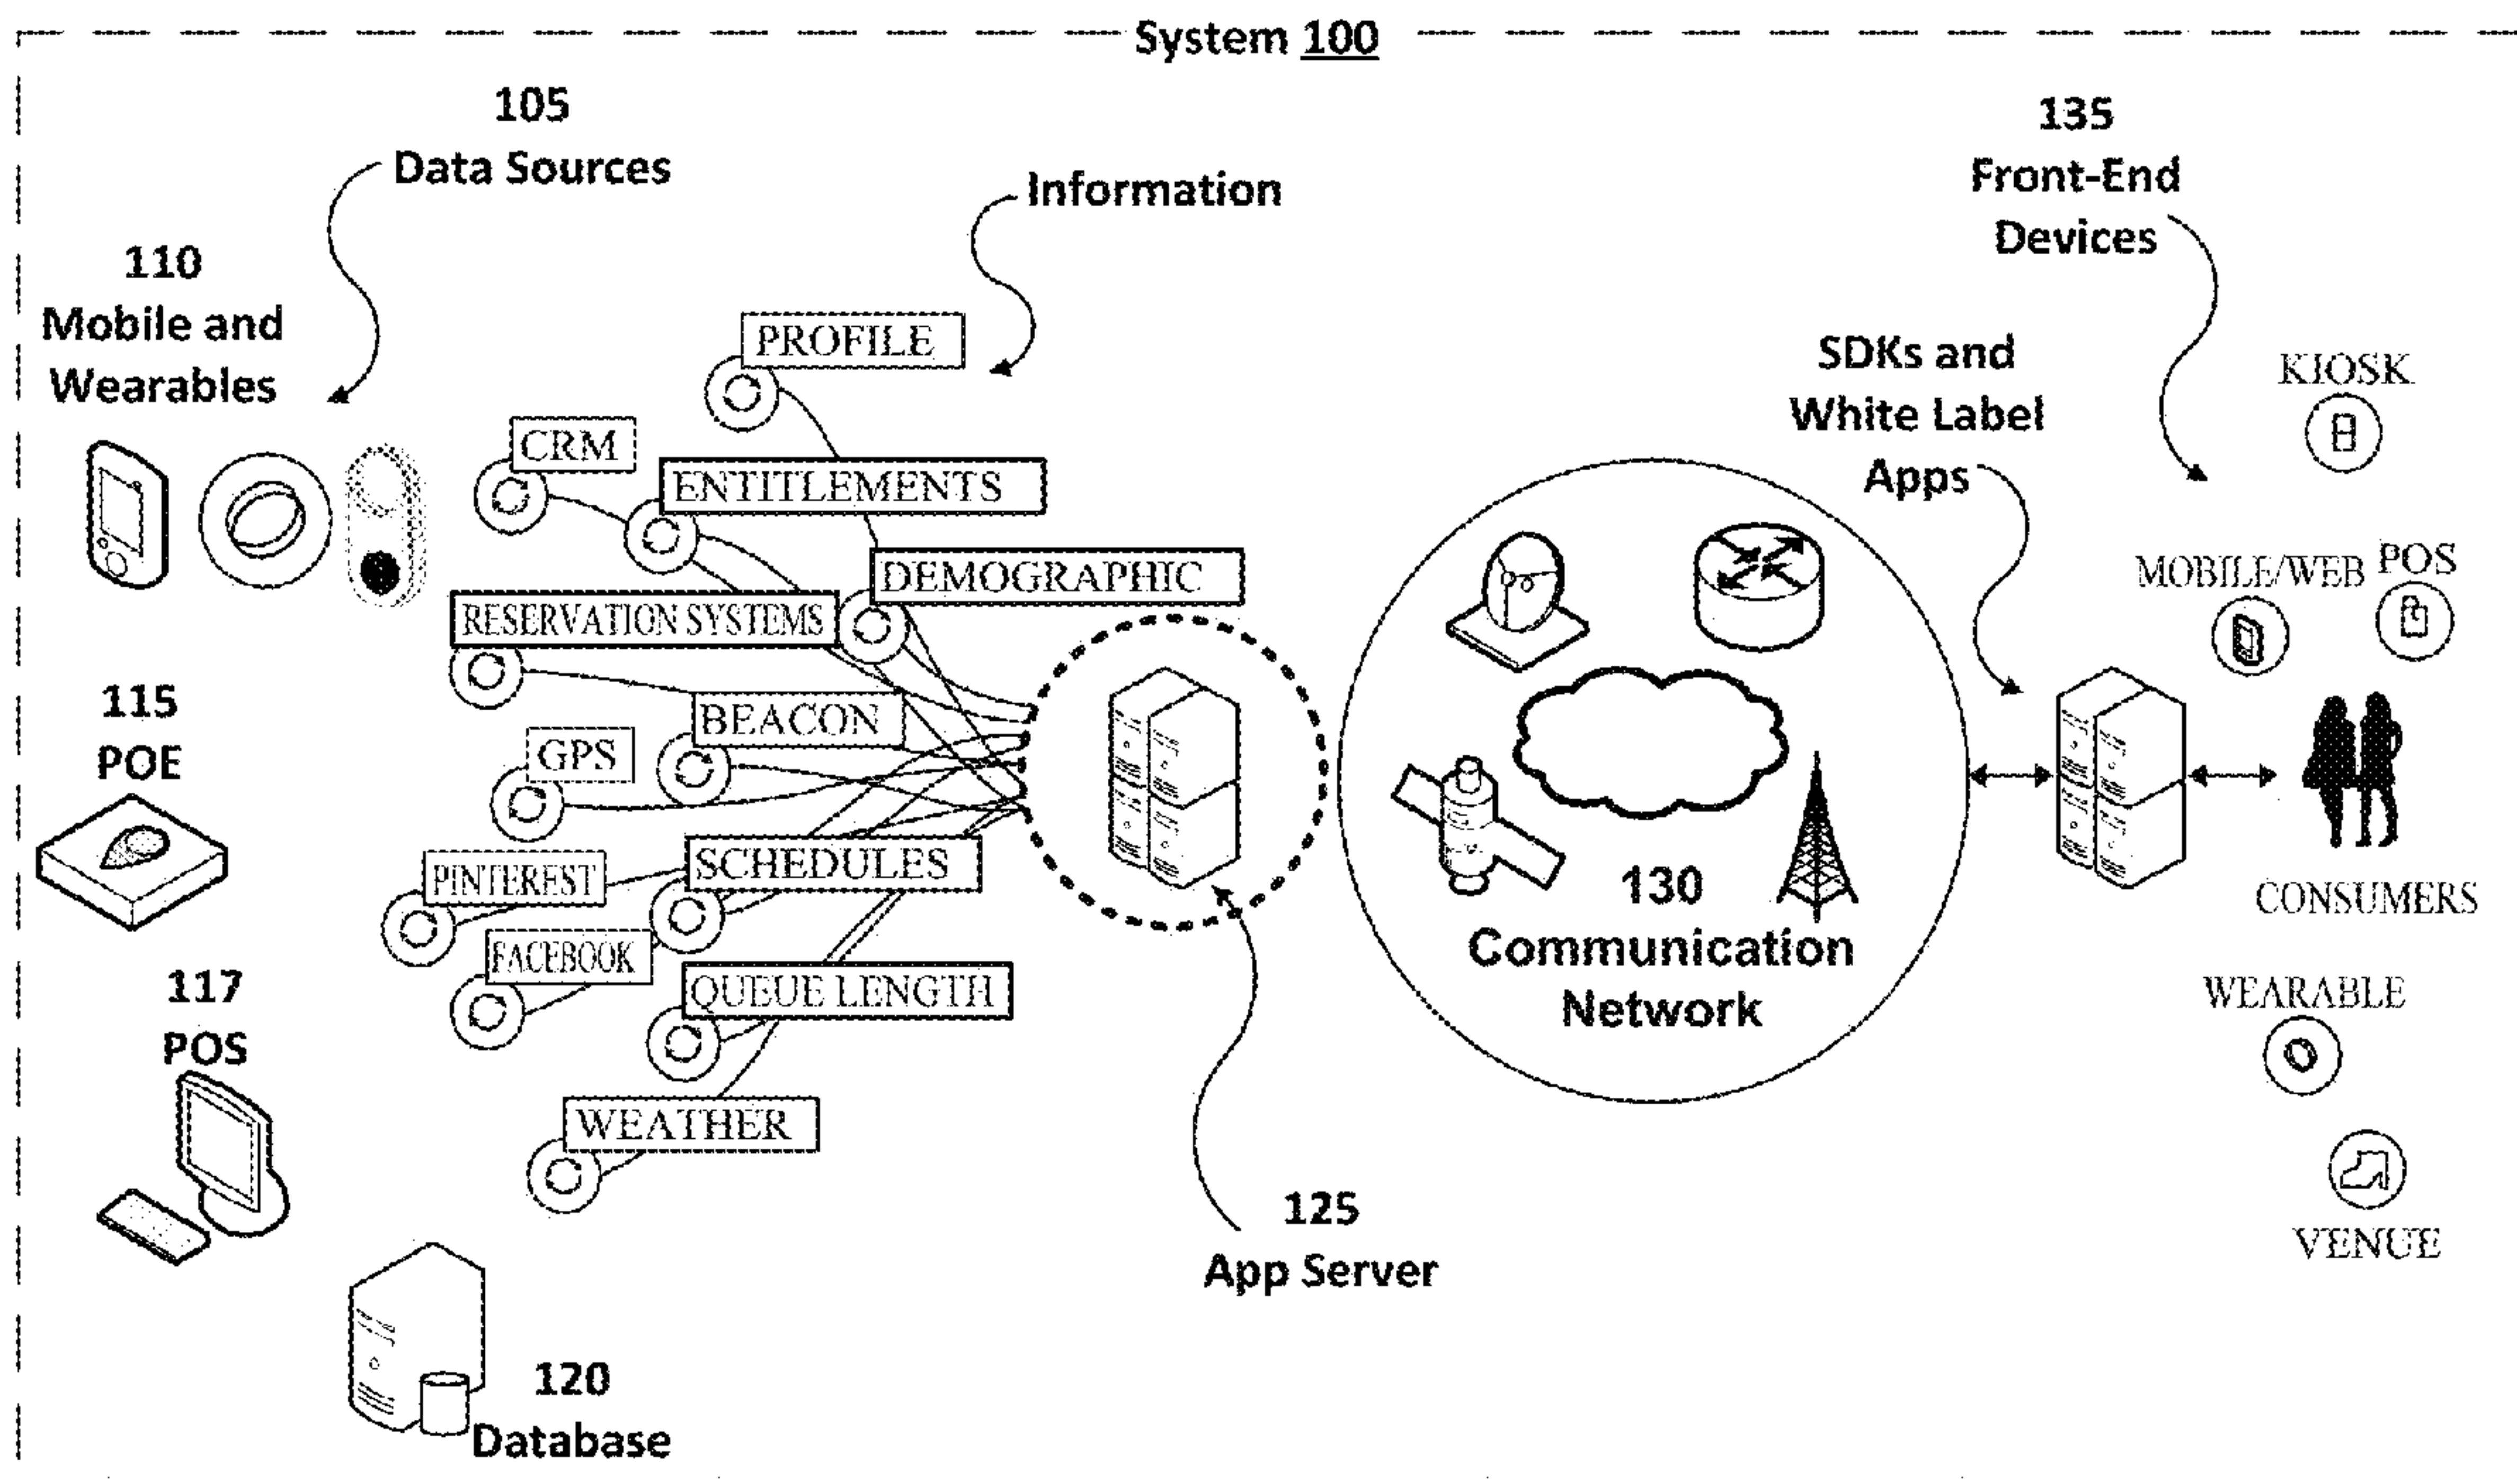 System 100
105
Data Sources
Information
135
Front-End
Devices
110
Mobile and
Wearables
PROFILE
SDKs and
White Label
Apps
KIOSK
CRM
ENTITLEMENTS
DEMOGRAPHIC
MOBILE/WEB
POS
RESERVATION SYSTEMS
115
POE
BEACON
GPS
SCHEDULES
PINTEREST
130
Communication
Network
CONSUMERS
FACEBOOK
117
POS
QUEUE LENGTH
WEARABLE
WEATHER
125
App Server
VENUE
120
Database